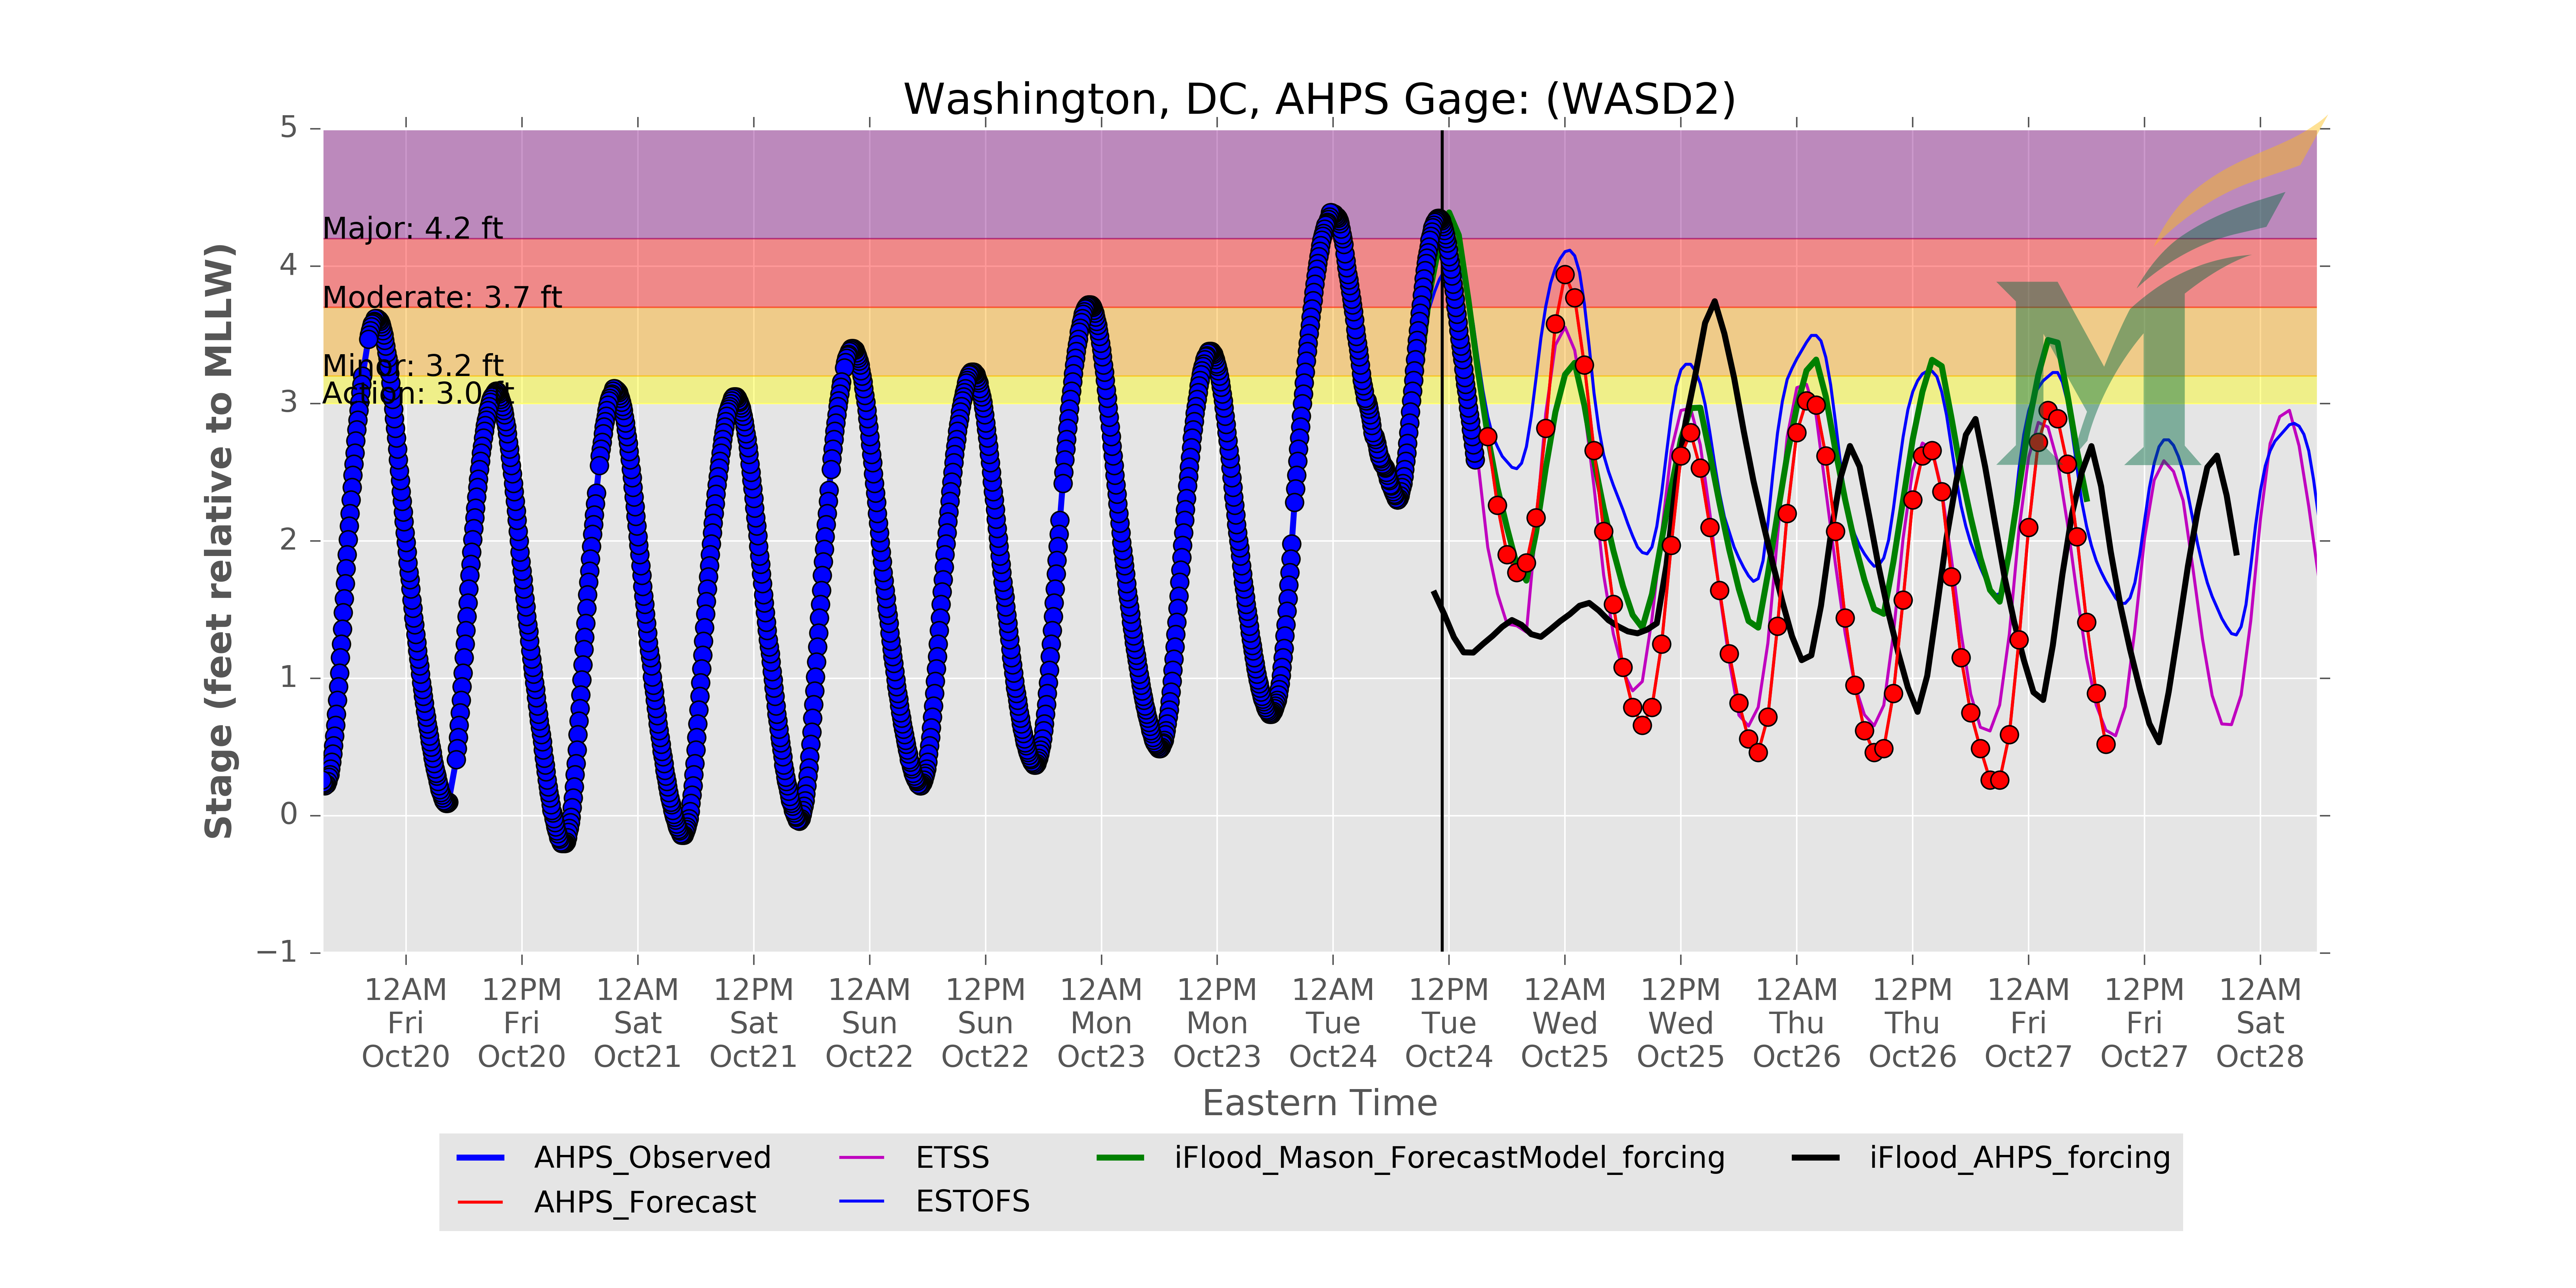 Washington, DC, AHPS Gage: (WASD2)
Stage (feet relative to MLLW)
5
4
3
2
1
0
−1
Major: 4.2 ft
Moderate: 3.7 ft
Minor: 3.2 ft
Action: 3.0 ft
12AM 12PM 12AM 12PM 12AM 12PM 12AM 12PM 12AM 12PM 12AM 12PM 12AM 12PM 12AM 12PM 12AM
Fri Fri Sat Sat Sun Sun Mon Mon Tue Tue Wed Wed Thu Thu Fri Fri Sat
Oct20 Oct20 Oct21 Oct21 Oct22 Oct22 Oct23 Oct23 Oct24 Oct24 Oct25 Oct25 Oct26 Oct26 Oct27 Oct27 Oct28
Eastern Time
AHPS_Observed ETSS iFlood_Mason_ForecastModel_forcing iFlood_AHPS_forcing
AHPS_Forecast ESTOFS